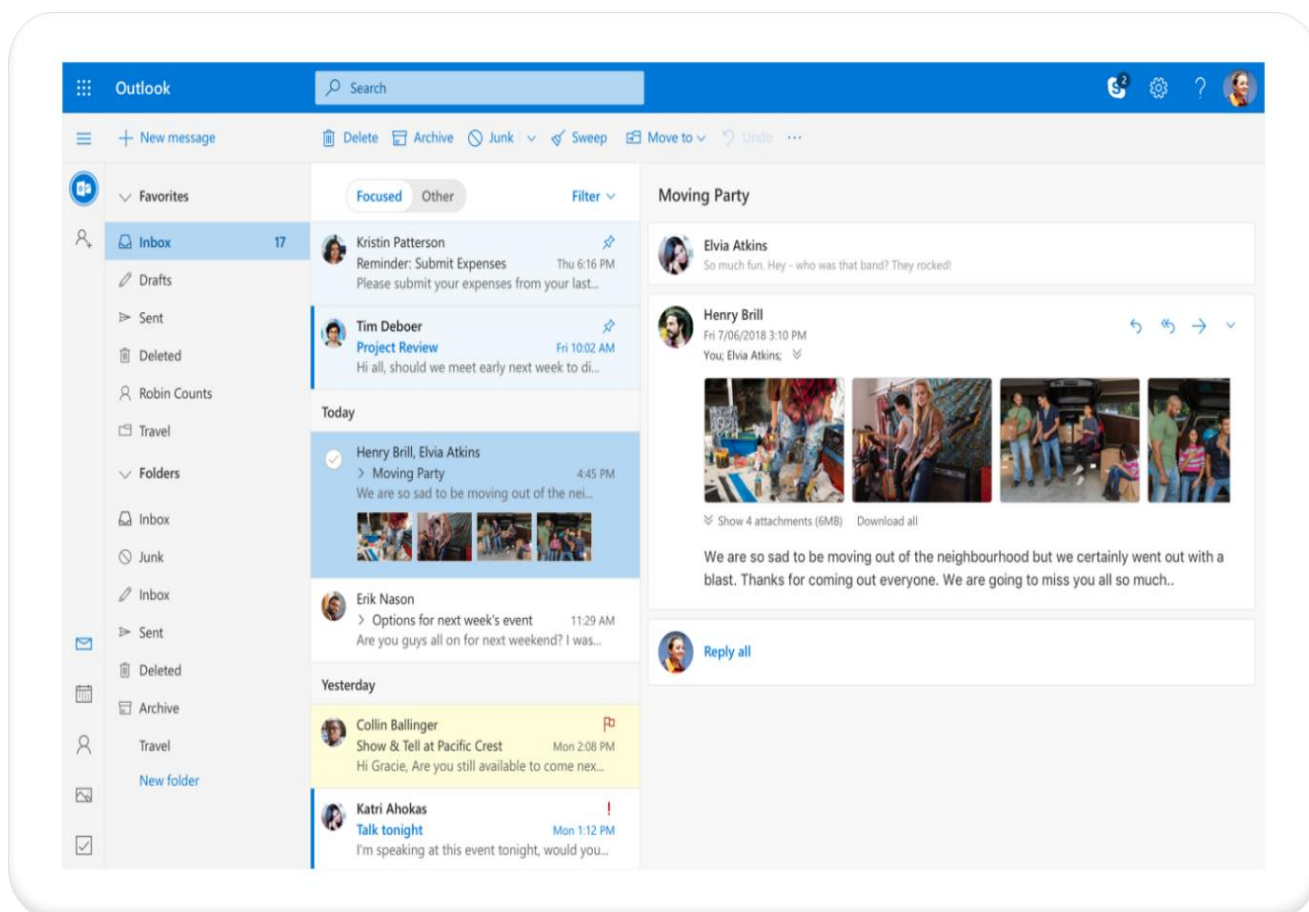 Outlook
Search
2
New message
Delete Archive Junk Sweep Move to Undo ...
Favorites
Inbox 17
Drafts
Sent
Deleted
Robin Counts
Travel
Folders
Inbox
Junk
Inbox
Sent
Deleted
Archive
Travel
New folder
Focused Other Filter
Kristin Patterson
Reminder: Submit Expenses Thu 6:16 PM
Please submit your expenses from your last...
Tim Deboer
Project Review Fri 10:02 AM
Hi all, should we meet early next week to di...
Today
Henry Brill, Elvia Atkins
> Moving Party 4:45 PM
We are so sad to be moving out of the nei...
Erik Nason
> Options for next week's event 11:29 AM
Are you guys all on for next weekend? I was...
Yesterday
Collin Ballinger
Show & Tell at Pacific Crest Mon 2:08 PM
Hi Gracie, Are you still available to come nex...
Katri Ahokas
Talk tonight Mon 1:12 PM
I'm speaking at this event tonight, would you...
Moving Party
Elvia Atkins
So much fun. Hey - who was that band? They rocked!
Henry Brill
Fri 7/06/2018 3:10 PM
You; Elvia Atkins;
Show 4 attachments (6MB) Download all
We are so sad to be moving out of the neighbourhood but we certainly went out with a
blast. Thanks for coming out everyone. We are going to miss you all so much..
Reply all